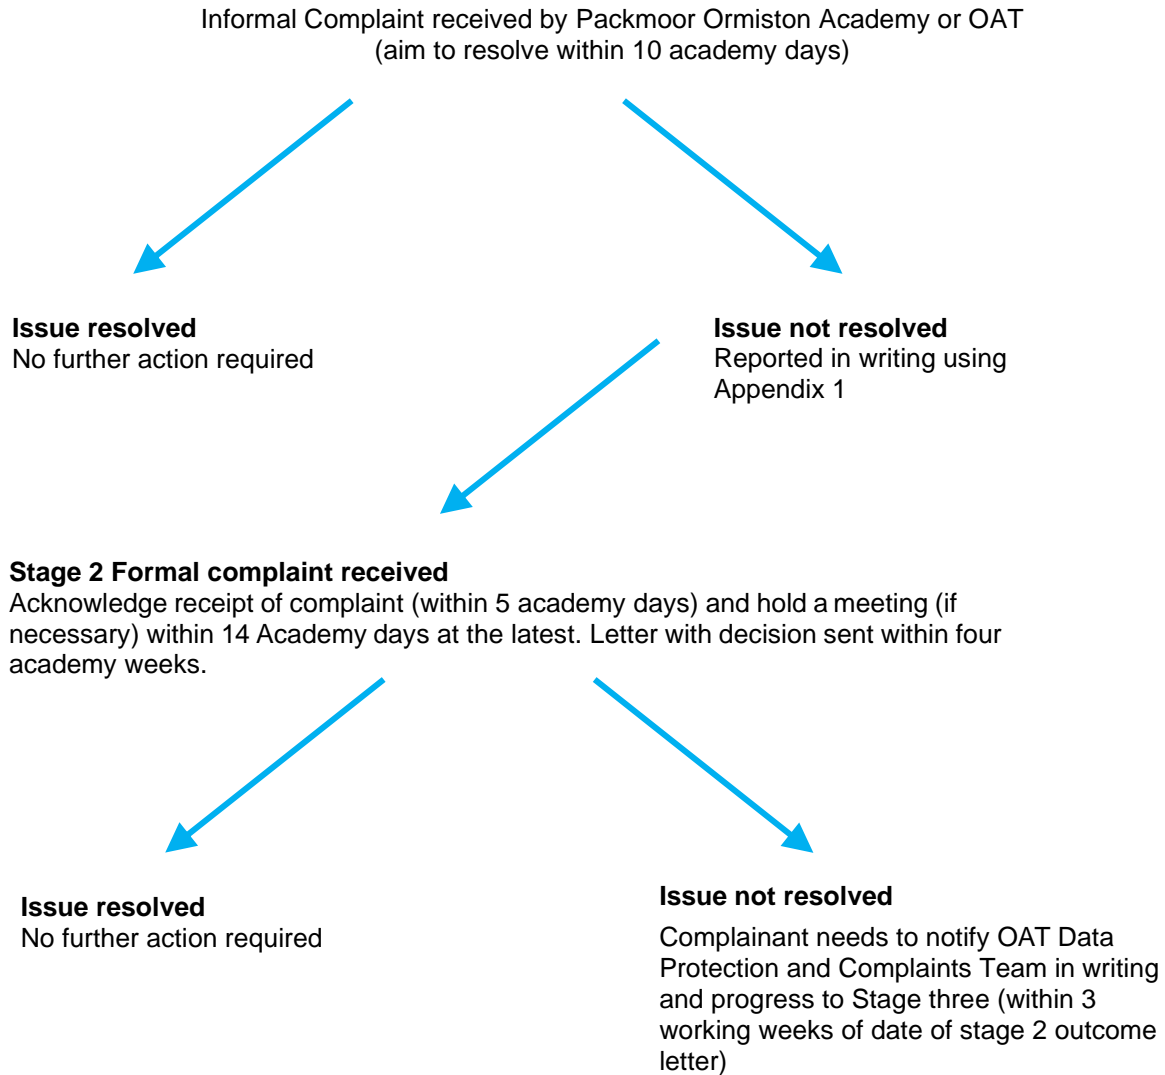 Informal Complaint received by Packmoor Ormiston Academy or OAT
(aim to resolve within 10 academy days)
Issue resolved
No further action required
Issue not resolved
Reported in writing using
Appendix 1
Stage 2 Formal complaint received
Acknowledge receipt of complaint (within 5 academy days) and hold a meeting (if
necessary) within 14 Academy days at the latest. Letter with decision sent within four
academy weeks.
Issue resolved
No further action required
Issue not resolved
Complainant needs to notify OAT Data
Protection and Complaints Team in writing
and progress to Stage three (within 3
working weeks of date of stage 2 outcome
letter)